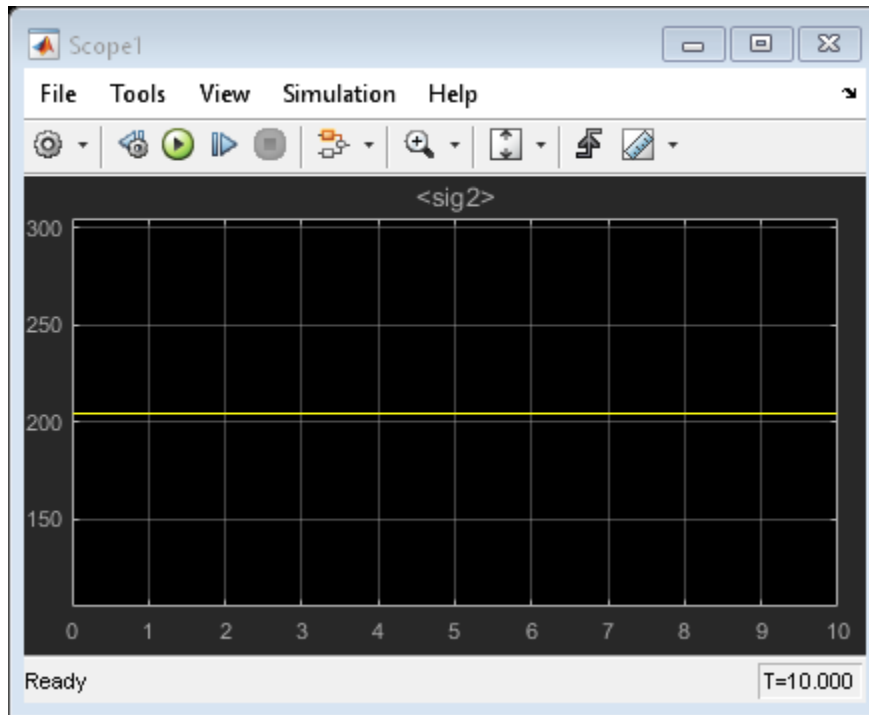 Scope1
File Tools View Simulation Help
<sig2>
300
250
200
150
0 1 2 3 4 5 6 7 8 9 10
Ready T=10.000